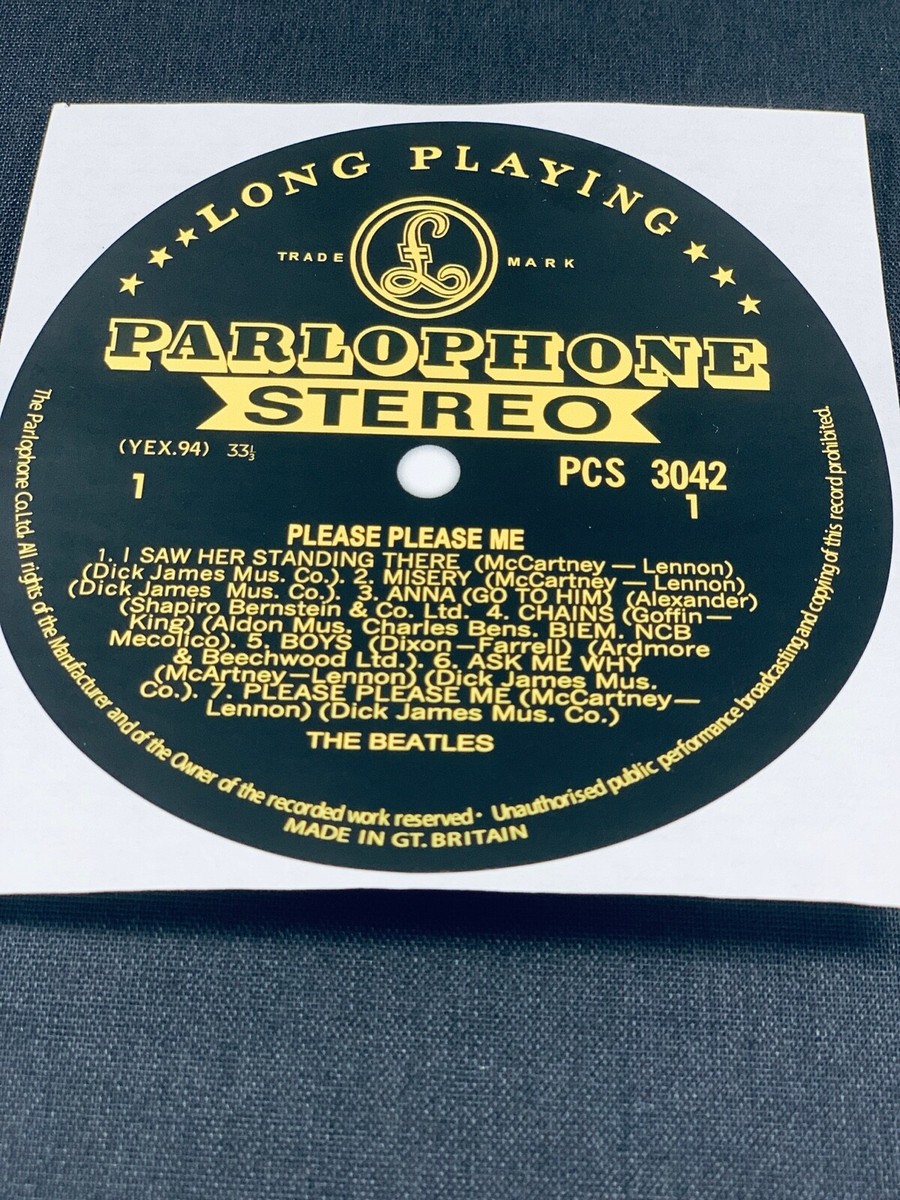 ★★★LONG PLAYING★★★
TRADE £ MARK
PARLOPHONE
STEREO
(YEX.94) 33⅓
PCS 3042
1
1
PLEASE PLEASE ME
1. I SAW HER STANDING THERE (McCartney — Lennon)
(Dick James Mus. Co.). 2. MISERY (McCartney — Lennon)
(Dick James Mus. Co.). 3. ANNA (GO TO HIM) (Alexander)
(Shapiro Bernstein & Co. Ltd. 4. CHAINS (Goffin —
King) (Aldon Mus. Charles Bens. BIEM. NCB
Mecolico). 5. BOYS (Dixon —Farrell) (Ardmore
& Beechwood Ltd.). 6. ASK ME WHY
(McArtney—Lennon) (Dick James Mus.
Co.). 7. PLEASE PLEASE ME (McCartney—
Lennon) (Dick James Mus. Co.)
THE BEATLES
The Parlophone Co.Ltd. All rights of the Manufacturer and of the Owner of the recorded work reserved· Unauthorised public performance broadcasting and copying of this record prohibited.
MADE IN GT. BRITAIN